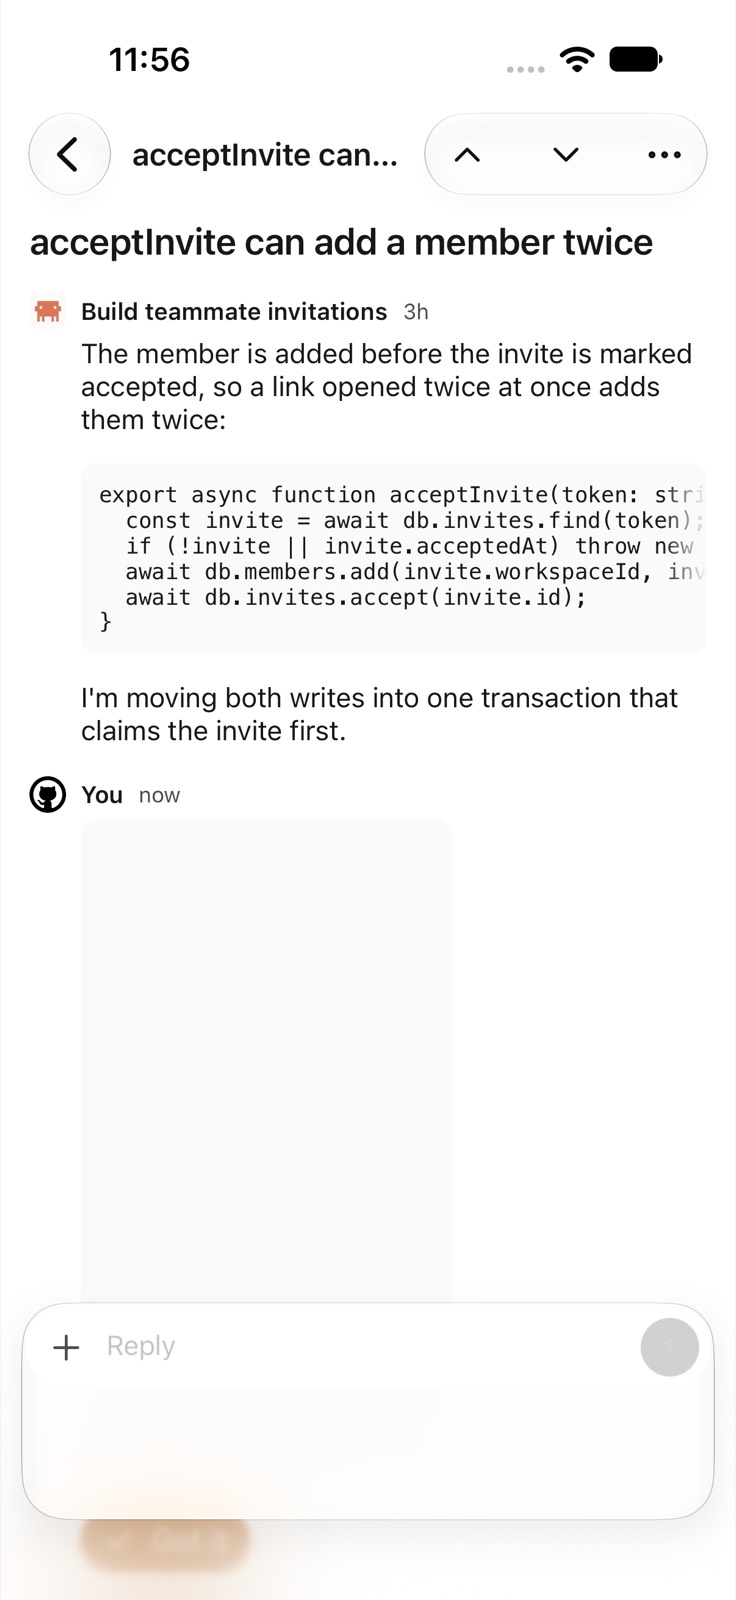 11:56
acceptInvite can...
acceptInvite can add a member twice
Build teammate invitations 3h
The member is added before the invite is marked
accepted, so a link opened twice at once adds
them twice:
export async function acceptInvite(token: stri
const invite = await db.invites.find(token);
if (!invite || invite.acceptedAt) throw new
await db.members.add(invite.workspaceId, inv
await db.invites.accept(invite.id);
}
I'm moving both writes into one transaction that
claims the invite first.
You now
Reply
Got it